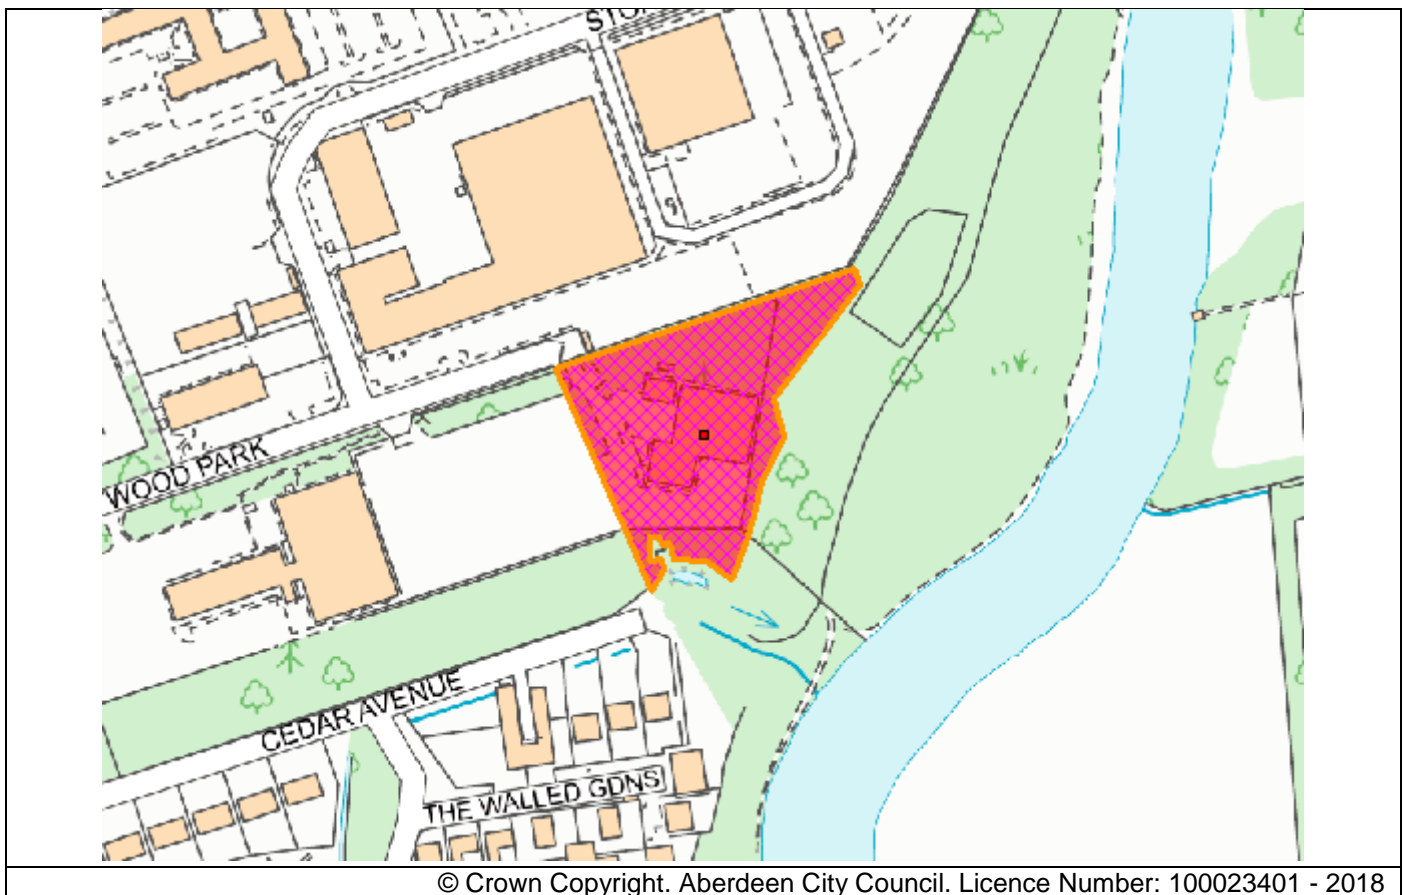 WOOD PARK
CEDAR AVENUE
THE WALLED GDNS
© Crown Copyright. Aberdeen City Council. Licence Number: 100023401 - 2018